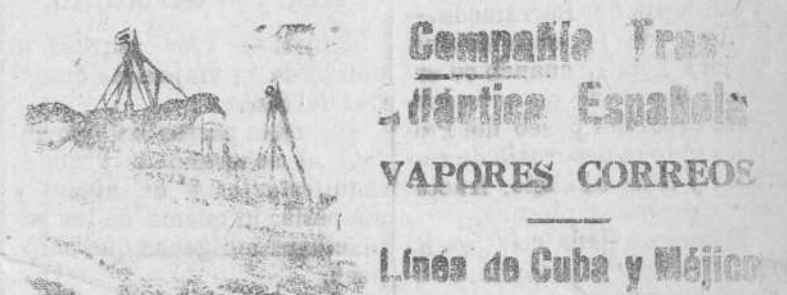 Compañía Tras-
atlántica Española
VAPORES CORREOS
Línea de Cuba y Méjico